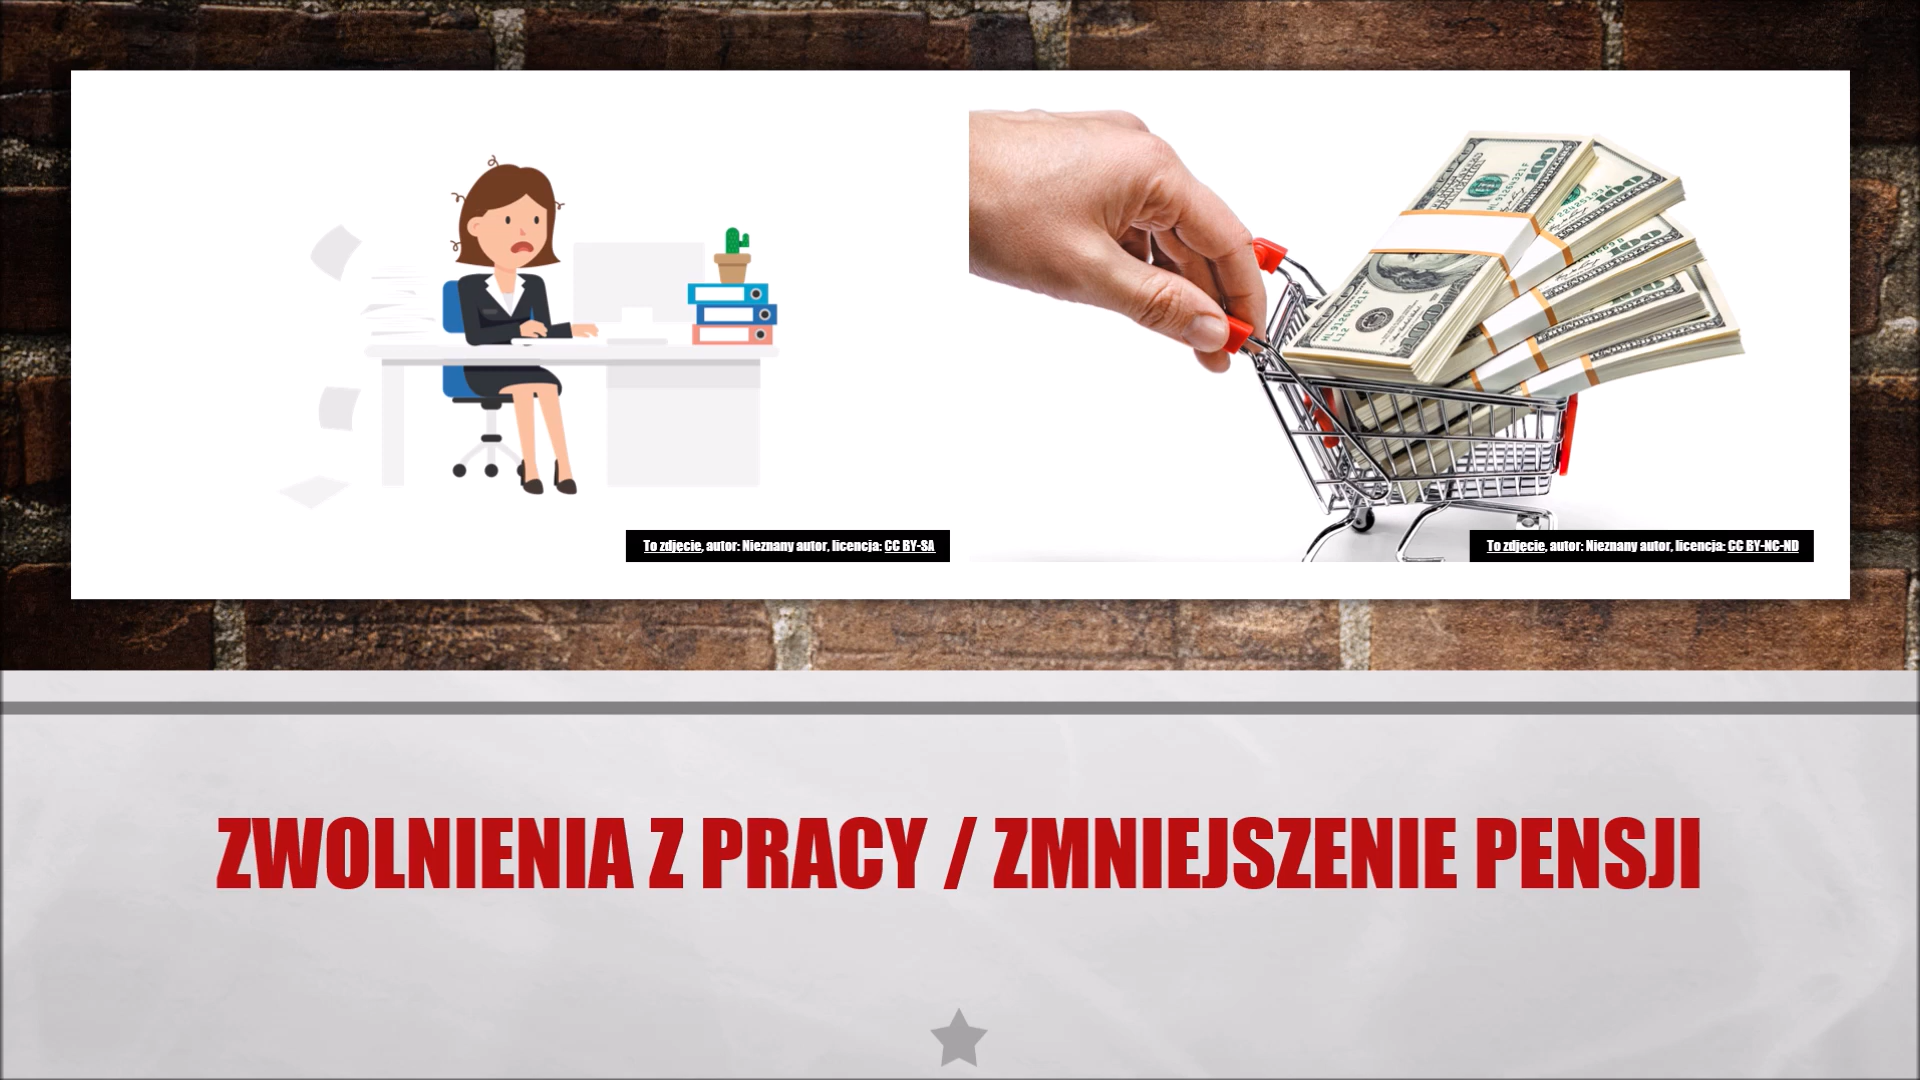 To zdjęcie, autor: Nieznany autor, licencja: CC BY-SA
To zdjęcie, autor: Nieznany autor, licencja: CC BY-NC-ND
ZWOLNIENIA Z PRACY / ZMNIEJSZENIE PENSJI